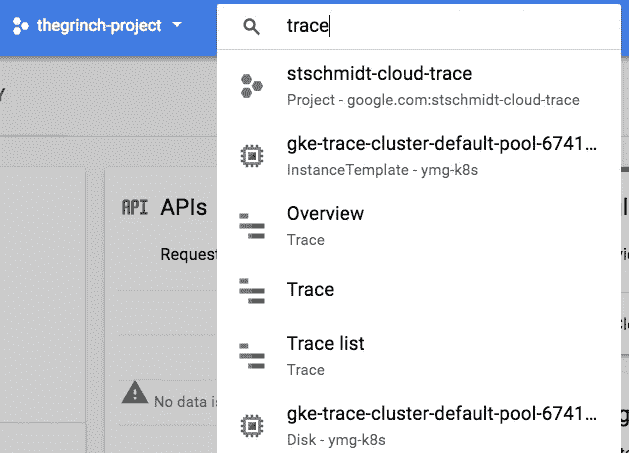 thegrinch-project
trace
stschmidt-cloud-trace
Project - google.com:stschmidt-cloud-trace
gke-trace-cluster-default-pool-6741...
InstanceTemplate - ymg-k8s
Overview
Trace
Trace
Trace list
Trace
gke-trace-cluster-default-pool-6741...
Disk - ymg-k8s
API APIs
No data